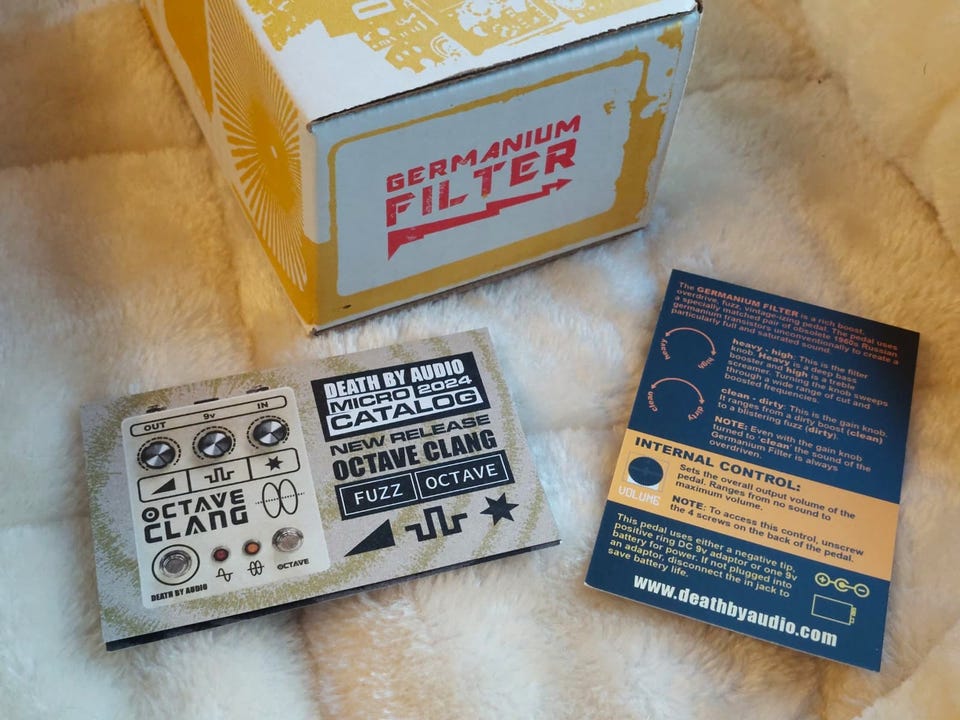 GERMANIUM
FILTER
DEATH BY AUDIO
MICRO 2024
CATALOG
NEW RELEASE
OCTAVE CLANG
FUZZ OCTAVE
OUT 9v IN
OCTAVE
CLANG
OCTAVE
DEATH BY AUDIO
The GERMANIUM FILTER is a rich boost,
overdrive, fuzz, vintage-izing pedal. The pedal uses
a specially matched pair of obsolete 1960s Russian
germanium transistors unconventionally to create a
particularly full and saturated sound.
heavy high
heavy - high: This is the filter
knob. Heavy is a deep bass
booster and high is a treble
screamer. Turning the knob sweeps
through a wide range of cut and
boosted frequencies.
clean dirty
clean - dirty: This is the gain knob.
It ranges from a dirty boost (clean)
to a blistering fuzz (dirty).
NOTE: Even with the gain knob
turned to 'clean' the sound of the
Germanium Filter is always
overdriven.
INTERNAL CONTROL:
VOLUME
Sets the overall output volume of the
pedal. Ranges from no sound to
maximum volume.
NOTE: To access this control, unscrew
the 4 screws on the back of the pedal.
This pedal uses either a negative tip,
positive ring DC 9v adaptor or one 9v
battery for power. If not plugged into
an adaptor, disconnect the in jack to
save battery life.
www.deathbyaudio.com